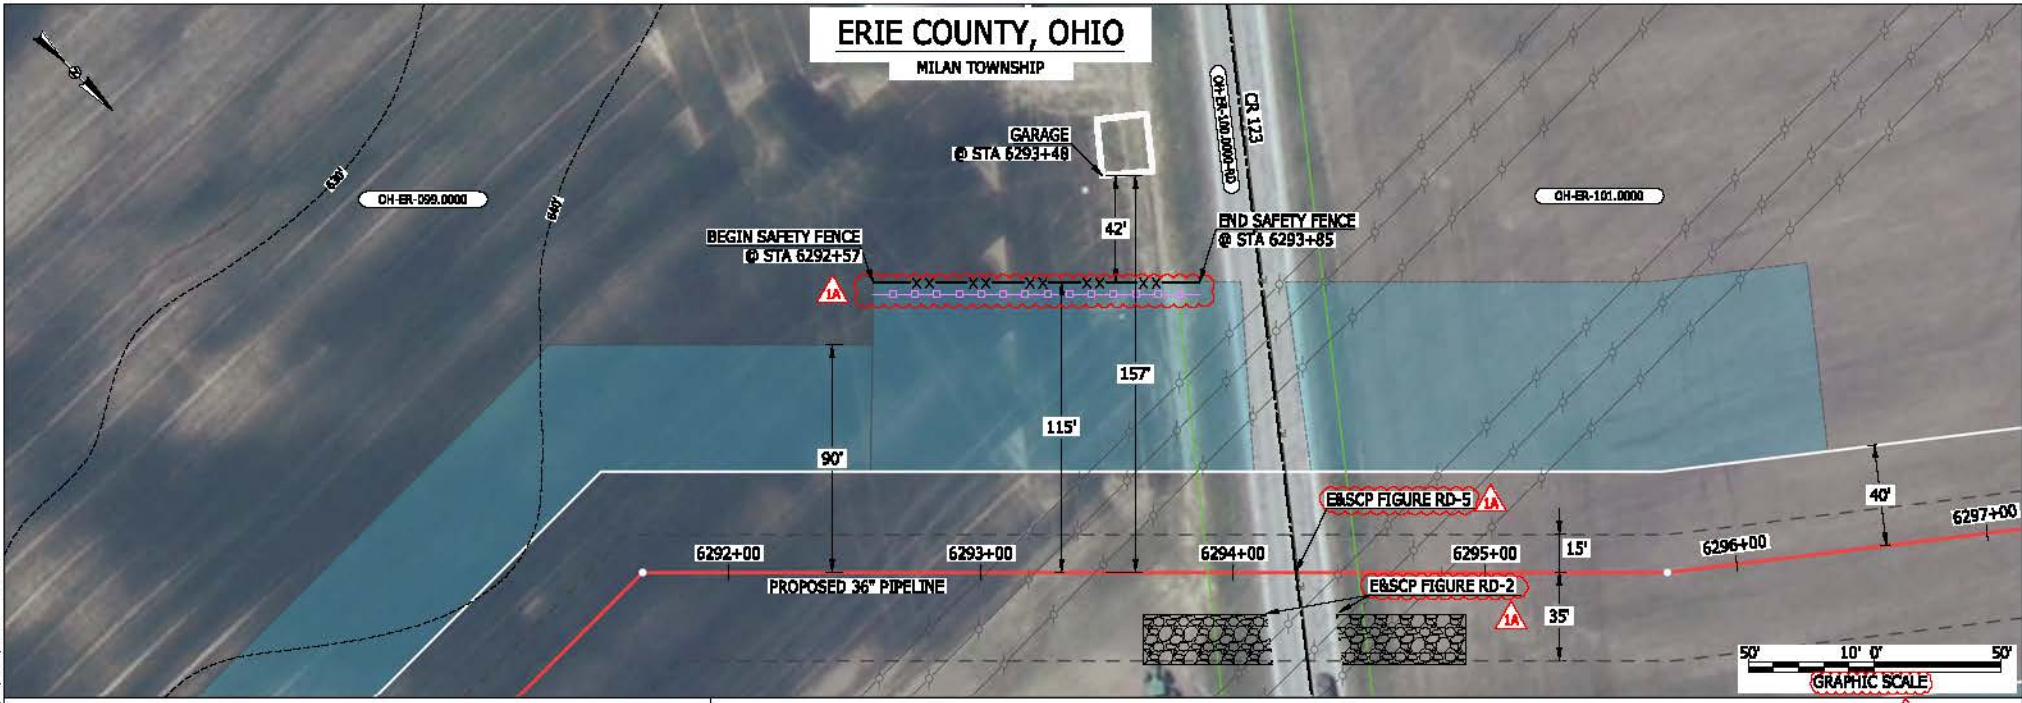 ERIE COUNTY, OHIO
MILAN TOWNSHIP
CR 123
OH-ER-100.0000-RD
GARAGE
@ STA 6293+48
630'
OH-ER-099.0000
640'
OH-ER-101.0000
42'
BEGIN SAFETY FENCE
@ STA 6292+57
END SAFETY FENCE
@ STA 6293+85
1A
157'
115'
90'
E&SCP FIGURE RD-5
1A
40'
6292+00
6293+00
6294+00
6295+00
15'
6296+00
6297+00
PROPOSED 36" PIPELINE
E&SCP FIGURE RD-2
1A
35'
50' 10' 0' 50'
GRAPHIC SCALE